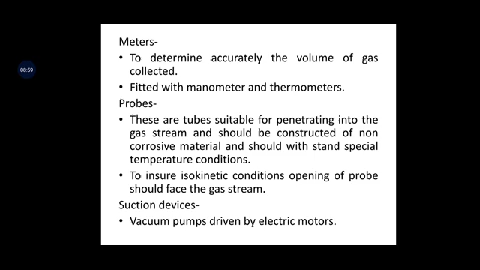 Meters-
• To determine accurately the volume of gas
collected.
• Fitted with manometer and thermometers.
Probes-
• These are tubes suitable for penetrating into the
gas stream and should be constructed of non
corrosive material and should with stand special
temperature conditions.
• To insure isokinetic conditions opening of probe
should face the gas stream.
Suction devices-
• Vacuum pumps driven by electric motors.
08:59